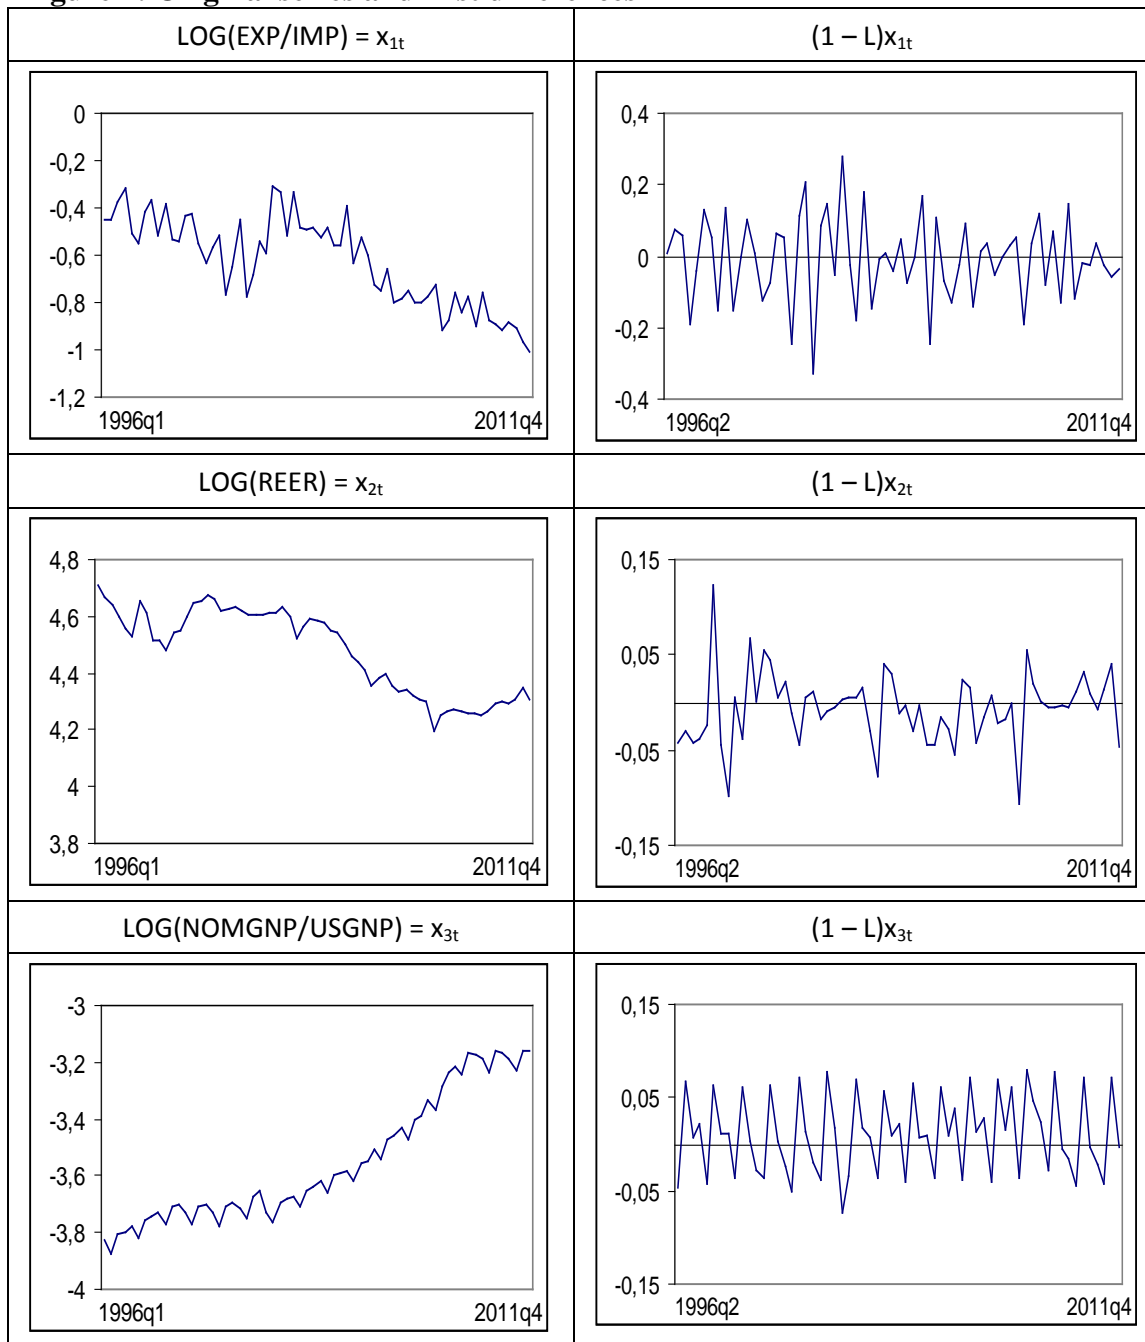 LOG(EXP/IMP) = x1t
(1 – L)x1t
0
-0,2
-0,4
-0,6
-0,8
-1
-1,2
1996q1 2011q4
0,4
0,2
0
-0,2
-0,4
1996q2 2011q4
LOG(REER) = x2t
(1 – L)x2t
4,8
4,6
4,4
4,2
4
3,8
1996q1 2011q4
0,15
0,05
-0,05
-0,15
1996q2 2011q4
LOG(NOMGNP/USGNP) = x3t
(1 – L)x3t
-3
-3,2
-3,4
-3,6
-3,8
-4
1996q1 2011q4
0,15
0,05
-0,05
-0,15
1996q2 2011q4